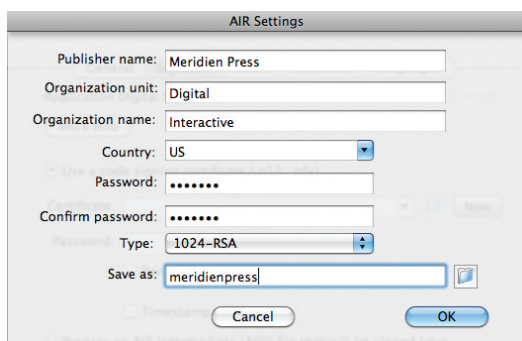 AIR Settings
Publisher name: Meridien Press
Organization unit: Digital
Organization name: Interactive
Country: US
Password: •••••••
Confirm password: •••••••
Type: 1024-RSA
Save as: meridienpress
Cancel OK